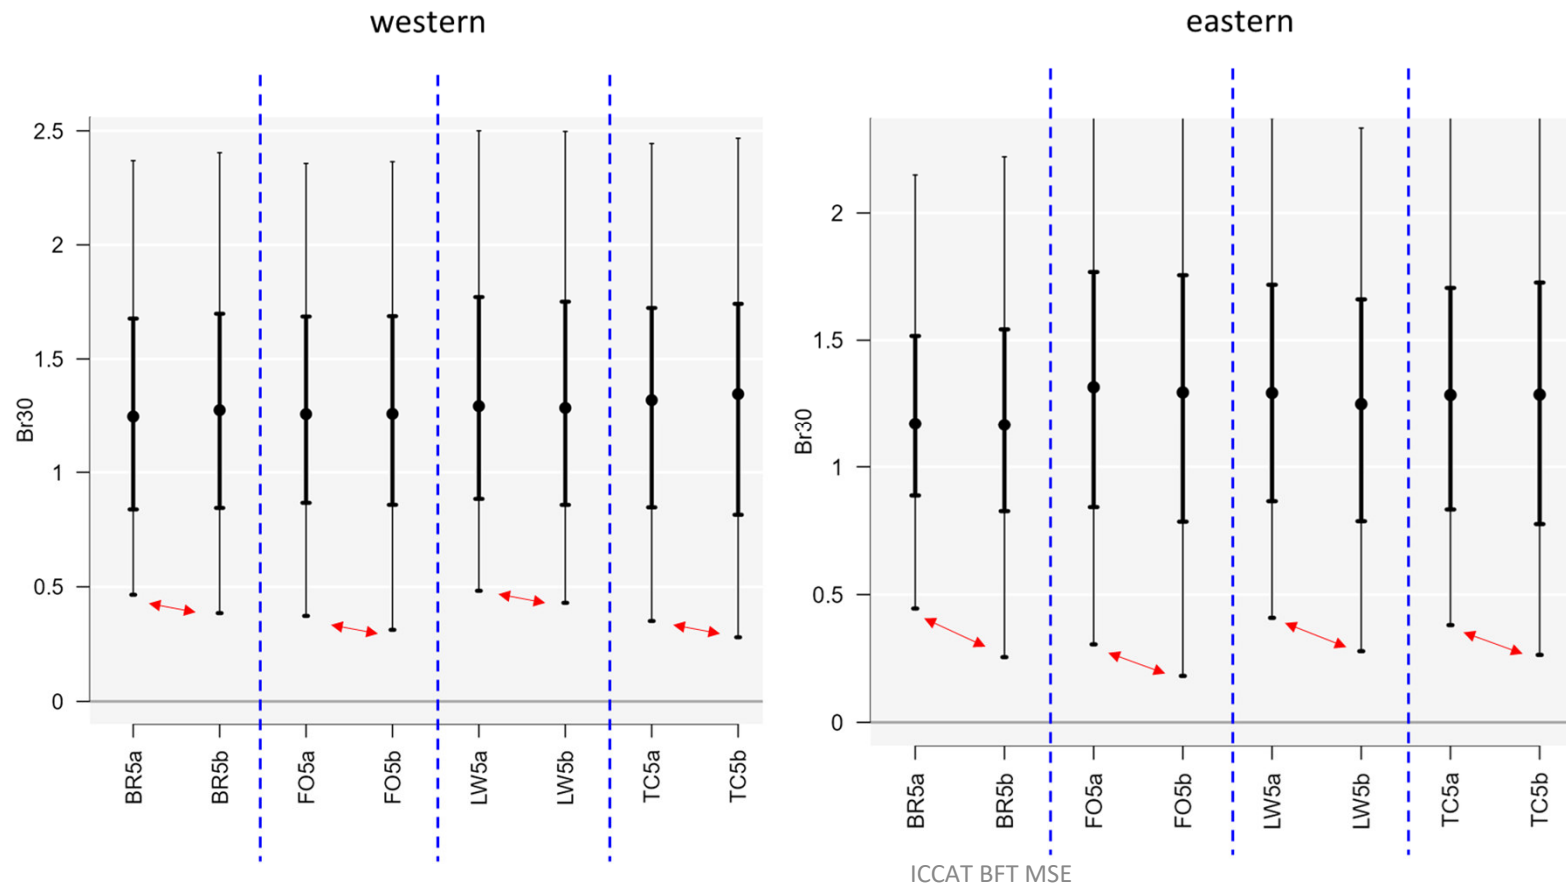 western
2.5
2
1.5
1
0.5
0
Br30
BR5a
BR5b
FO5a
FO5b
LW5a
LW5b
TC5a
TC5b
eastern
2
1.5
1
0.5
0
Br30
BR5a
BR5b
FO5a
FO5b
LW5a
LW5b
TC5a
TC5b
ICCAT BFT MSE